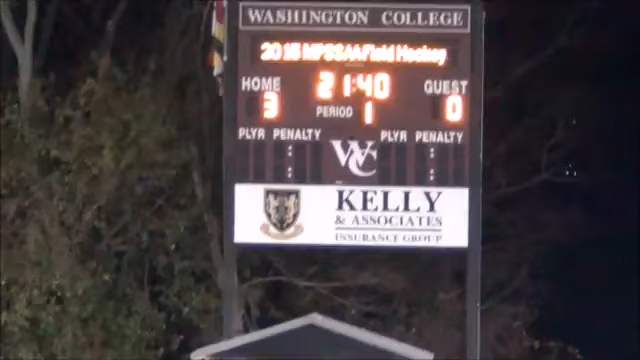 WASHINGTON COLLEGE
2015 MPSSAA Field Hockey
21:40
HOME GUEST
3 PERIOD 1 0
PLYR PENALTY PLYR PENALTY
WC
KELLY
& ASSOCIATES
INSURANCE GROUP